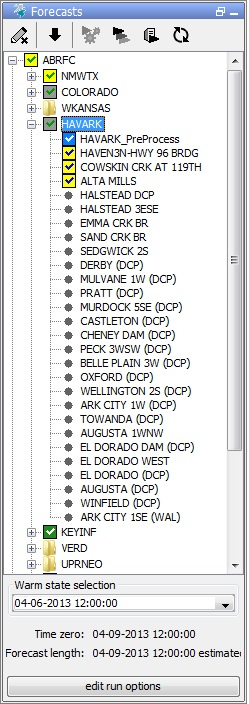 Forecasts
ABRFC
NMWTX
COLORADO
WKANSAS
HAVARK
HAVARK_PreProcess
HAVEN3N-HWY 96 BRDG
COWSKIN CRK AT 119TH
ALTA MILLS
HALSTEAD DCP
HALSTEAD 3ESE
EMMA CRK BR
SAND CRK BR
SEDGWICK 2S
DERBY (DCP)
MULVANE 1W (DCP)
PRATT (DCP)
MURDOCK 5SE (DCP)
CASTLETON (DCP)
CHENEY DAM (DCP)
PECK 3WSW (DCP)
BELLE PLAIN 3W (DCP)
OXFORD (DCP)
WELLINGTON 2S (DCP)
ARK CITY 1W (DCP)
TOWANDA (DCP)
AUGUSTA 1WNW
EL DORADO DAM (DCP)
EL DORADO WEST
EL DORADO (DCP)
AUGUSTA (DCP)
WINFIELD (DCP)
ARK CITY 1SE (WAL)
KEYINF
VERD
UPRNEO
Warm state selection
04-06-2013 12:00:00
Time zero: 04-09-2013 12:00:00
Forecast length: 04-09-2013 12:00:00 estimated
edit run options